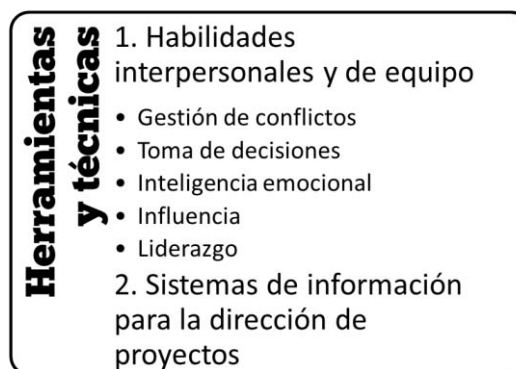 Herramientas
y técnicas
1. Habilidades
interpersonales y de equipo
• Gestión de conflictos
• Toma de decisiones
• Inteligencia emocional
• Influencia
• Liderazgo
2. Sistemas de información
para la dirección de
proyectos